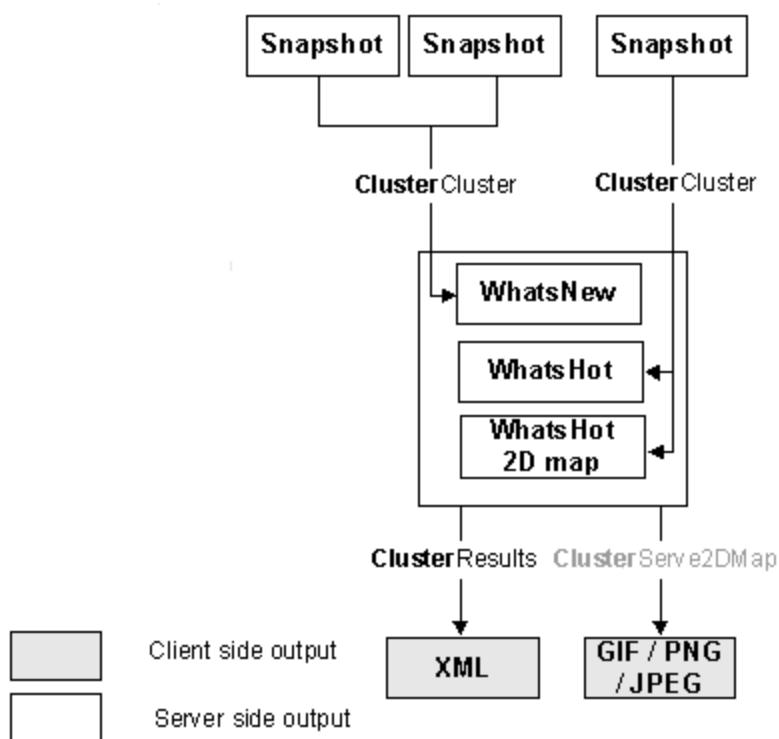 Snapshot Snapshot Snapshot
ClusterCluster ClusterCluster
WhatsNew
WhatsHot
WhatsHot
2D map
ClusterResults ClusterServe2DMap
Client side output
XML
GIF / PNG
/ JPEG
Server side output